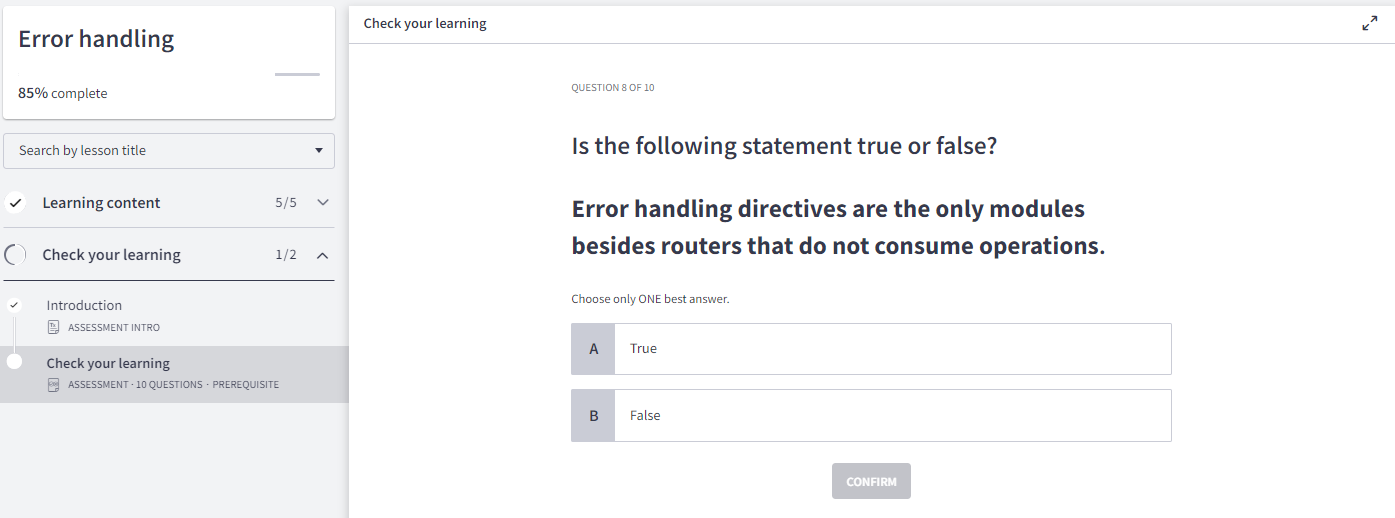 Error handling
85% complete
Search by lesson title
Learning content 5/5
Check your learning 1/2
Introduction
ASSESSMENT INTRO
Check your learning
ASSESSMENT · 10 QUESTIONS · PREREQUISITE
Check your learning
QUESTION 8 OF 10
Is the following statement true or false?
Error handling directives are the only modules
besides routers that do not consume operations.
Choose only ONE best answer.
A True
B False
CONFIRM